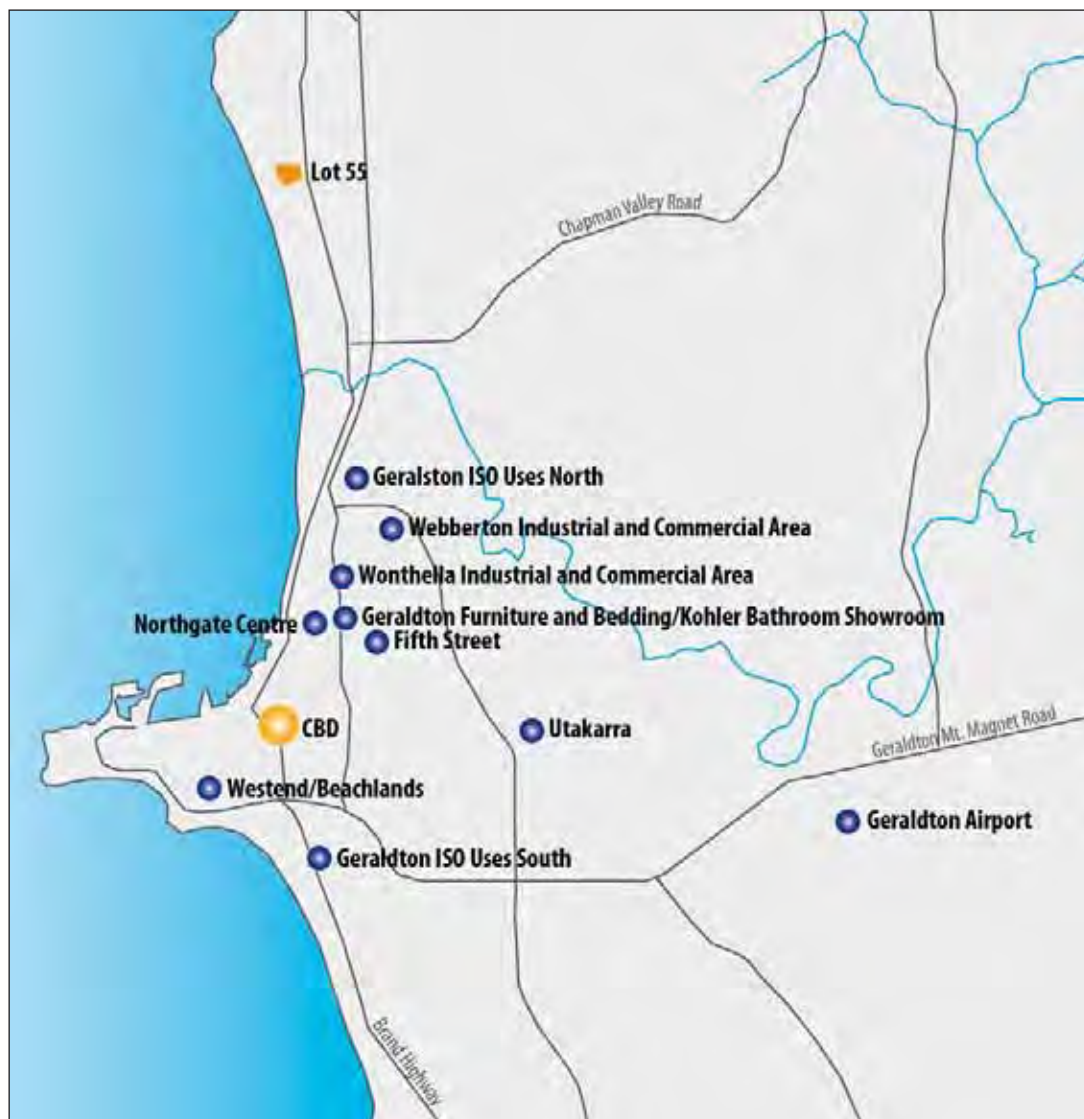 Lot 55
Chapman Valley Road
Geralston ISO Uses North
Webberton Industrial and Commercial Area
Wonthella Industrial and Commercial Area
Northgate Centre
Geraldton Furniture and Bedding/Kohler Bathroom Showroom
Fifth Street
CBD
Utakarra
Geraldton Mt. Magnet Road
Westend/Beachlands
Geraldton Airport
Geraldton ISO Uses South
Brand Highway